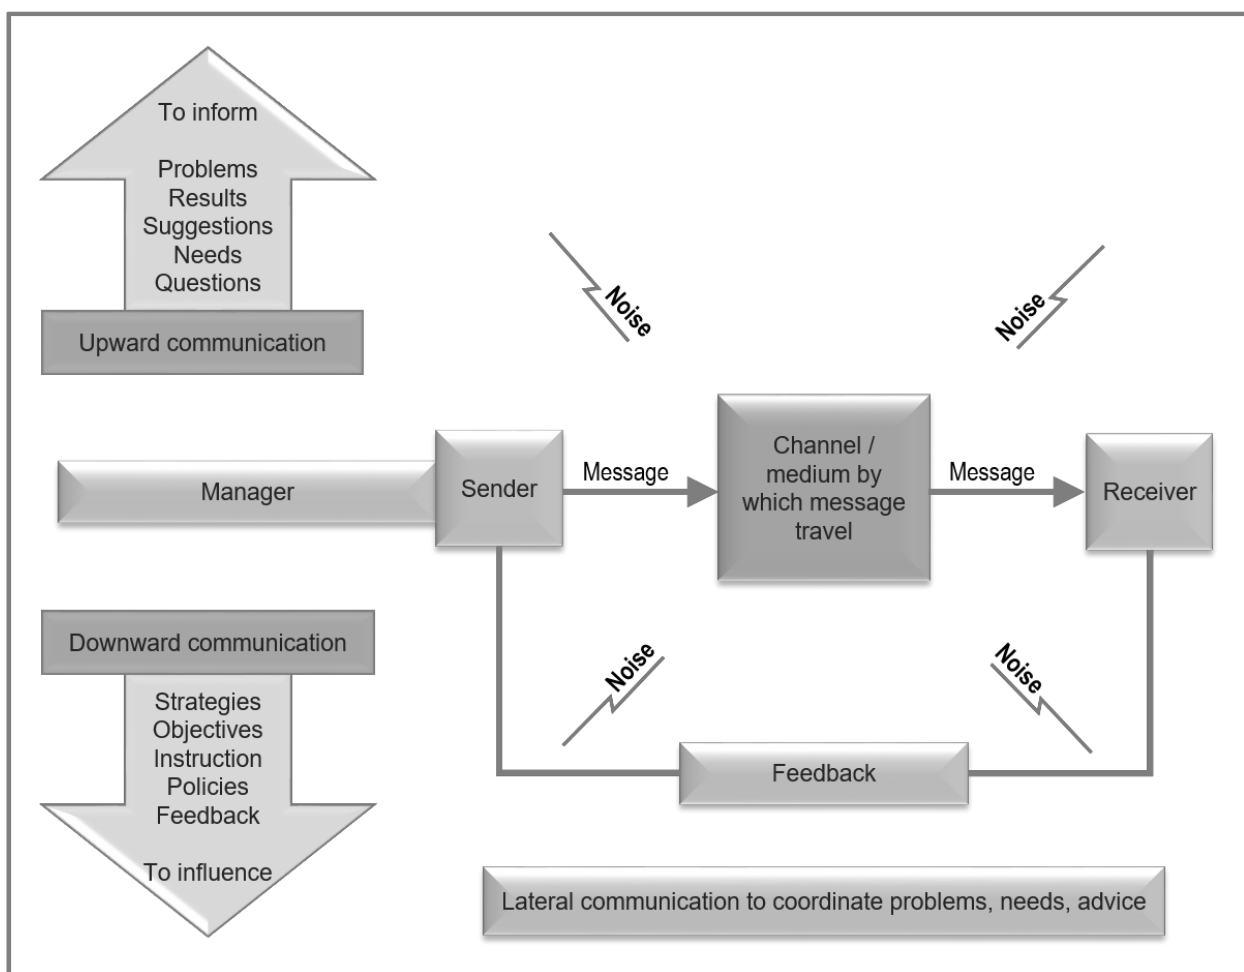 To inform
Problems
Results
Suggestions
Needs
Questions
Upward communication
Noise
Noise
Manager
Sender
Message
Channel /
medium by
which message
travel
Message
Receiver
Downward communication
Strategies
Objectives
Instruction
Policies
Feedback
To influence
Noise
Noise
Feedback
Lateral communication to coordinate problems, needs, advice